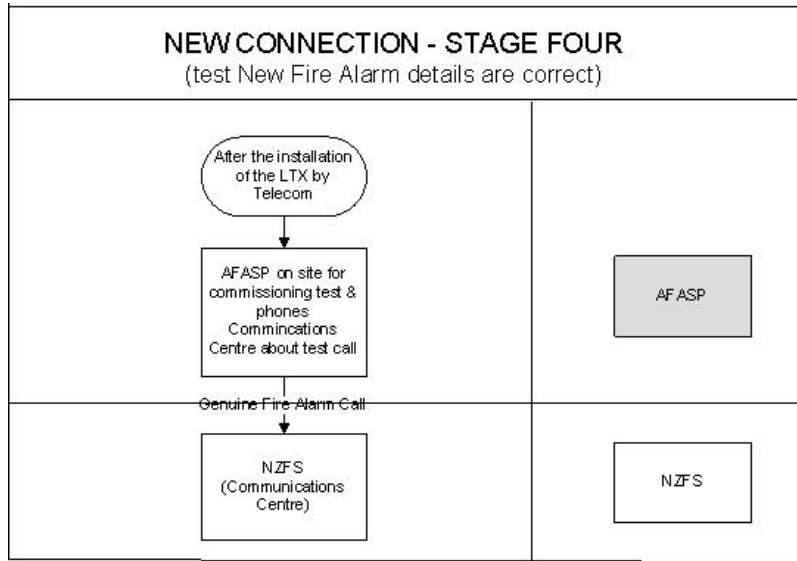 NEW CONNECTION - STAGE FOUR
(test New Fire Alarm details are correct)
After the installation
of the LTX by
Telecom
AFASP on site for
commissioning test &
phones
Commincations
Centre about test call
AFASP
Genuine Fire Alarm Call
NZFS
(Communications
Centre)
NZFS